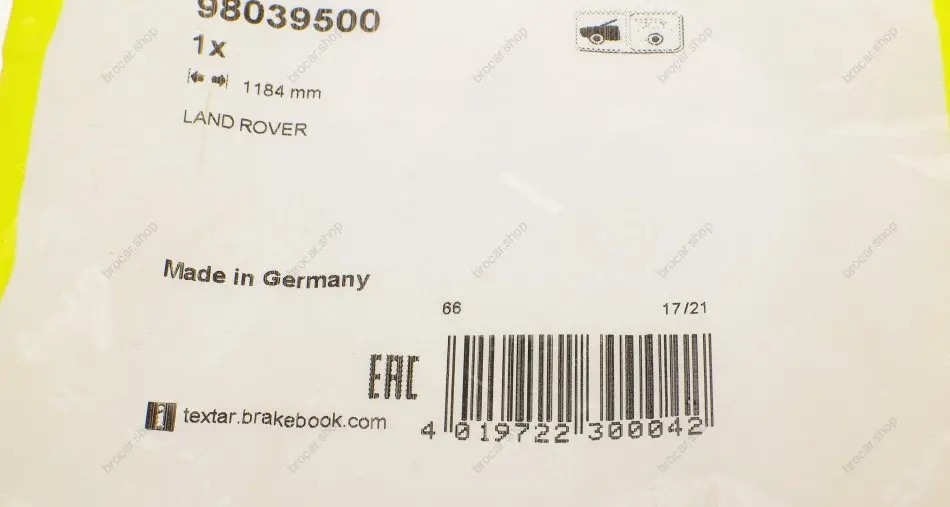 98039500
1x
1184 mm
LAND ROVER
Made in Germany
66 17/21
EAC
textar.brakebook.com
4 019722 300042
brocar.shop